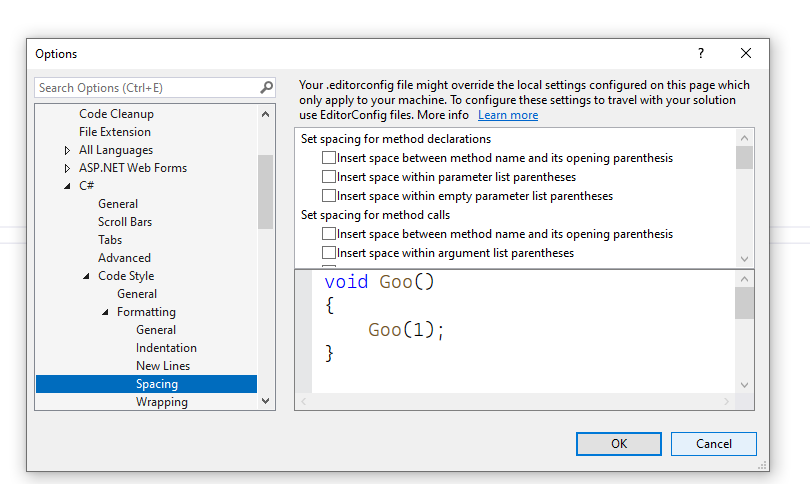 Options
?
Search Options (Ctrl+E)
Code Cleanup
File Extension
All Languages
ASP.NET Web Forms
C#
General
Scroll Bars
Tabs
Advanced
Code Style
General
Formatting
General
Indentation
New Lines
Spacing
Wrapping
Your .editorconfig file might override the local settings configured on this page which
only apply to your machine. To configure these settings to travel with your solution
use EditorConfig files. More info Learn more
Set spacing for method declarations
Insert space between method name and its opening parenthesis
Insert space within parameter list parentheses
Insert space within empty parameter list parentheses
Set spacing for method calls
Insert space between method name and its opening parenthesis
Insert space within argument list parentheses
void Goo()
{
    Goo(1);
}
OK
Cancel